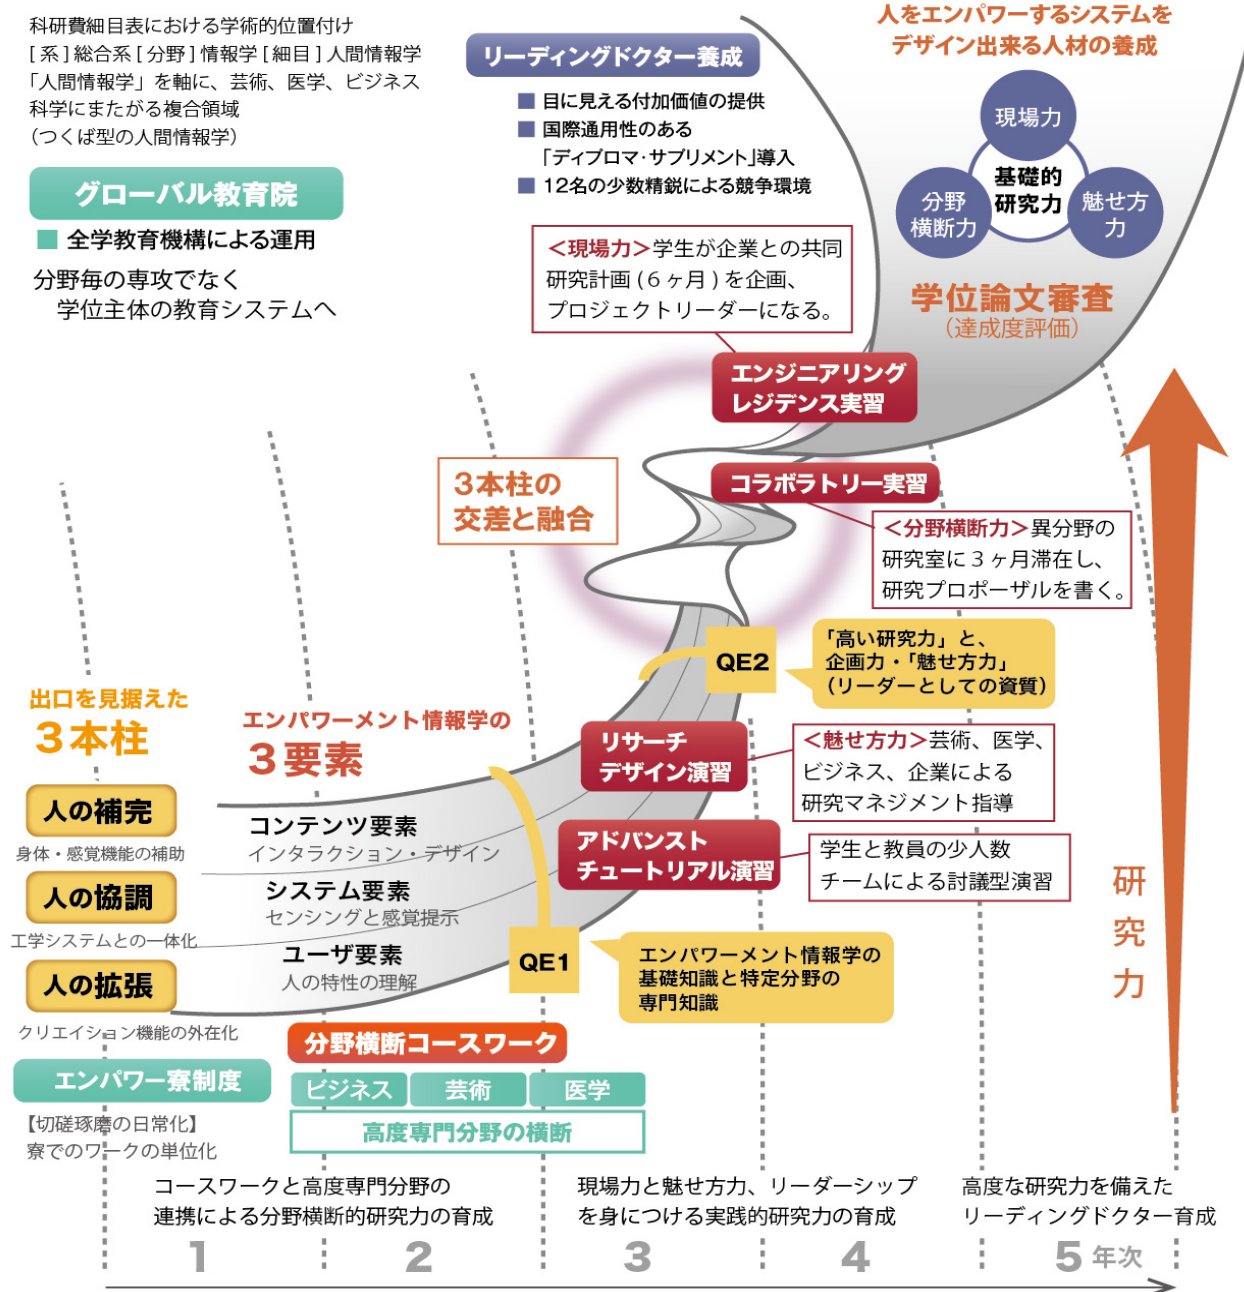 科研費細目表における学術的位置付け
[系]総合系[分野]情報学[細目]人間情報学
「人間情報学」を軸に、芸術、医学、ビジネス
科学にまたがる複合領域
（つくば型の人間情報学）
グローバル教育院
■ 全学教育機構による運用
分野毎の専攻でなく
学位主体の教育システムへ
リーディングドクター養成
■ 目に見える付加価値の提供
■ 国際通用性のある
「ディプロマ・サプリメント」導入
■ 12名の少数精鋭による競争環境
人をエンパワーするシステムを
デザイン出来る人材の養成
現場力
基礎的
研究力
分野
横断力
魅せ方
力
学位論文審査
（達成度評価）
＜現場力＞学生が企業との共同
研究計画(6ヶ月)を企画、
プロジェクトリーダーになる。
エンジニアリング
レジデンス実習
3本柱の
交差と融合
コラボラトリー実習
＜分野横断力＞異分野の
研究室に3ヶ月滞在し、
研究プロポーザルを書く。
QE2
「高い研究力」と、
企画力・「魅せ方力」
（リーダーとしての資質）
出口を見据えた
3本柱
人の補完
身体・感覚機能の補助
人の協調
工学システムとの一体化
人の拡張
クリエイション機能の外在化
エンパワーメント情報学の
3要素
コンテンツ要素
インタラクション・デザイン
システム要素
センシングと感覚提示
ユーザ要素
人の特性の理解
リサーチ
デザイン演習
＜魅せ方力＞芸術、医学、
ビジネス、企業による
研究マネジメント指導
アドバンスト
チュートリアル演習
学生と教員の少人数
チームによる討議型演習
QE1
エンパワーメント情報学の
基礎知識と特定分野の
専門知識
研究力
エンパワー寮制度
【切磋琢磨の日常化】
寮でのワークの単位化
分野横断コースワーク
ビジネス 芸術 医学
高度専門分野の横断
コースワークと高度専門分野の
連携による分野横断的研究力の育成
現場力と魅せ方力、リーダーシップ
を身につける実践的研究力の育成
高度な研究力を備えた
リーディングドクター育成
1 2 3 4 5 年次